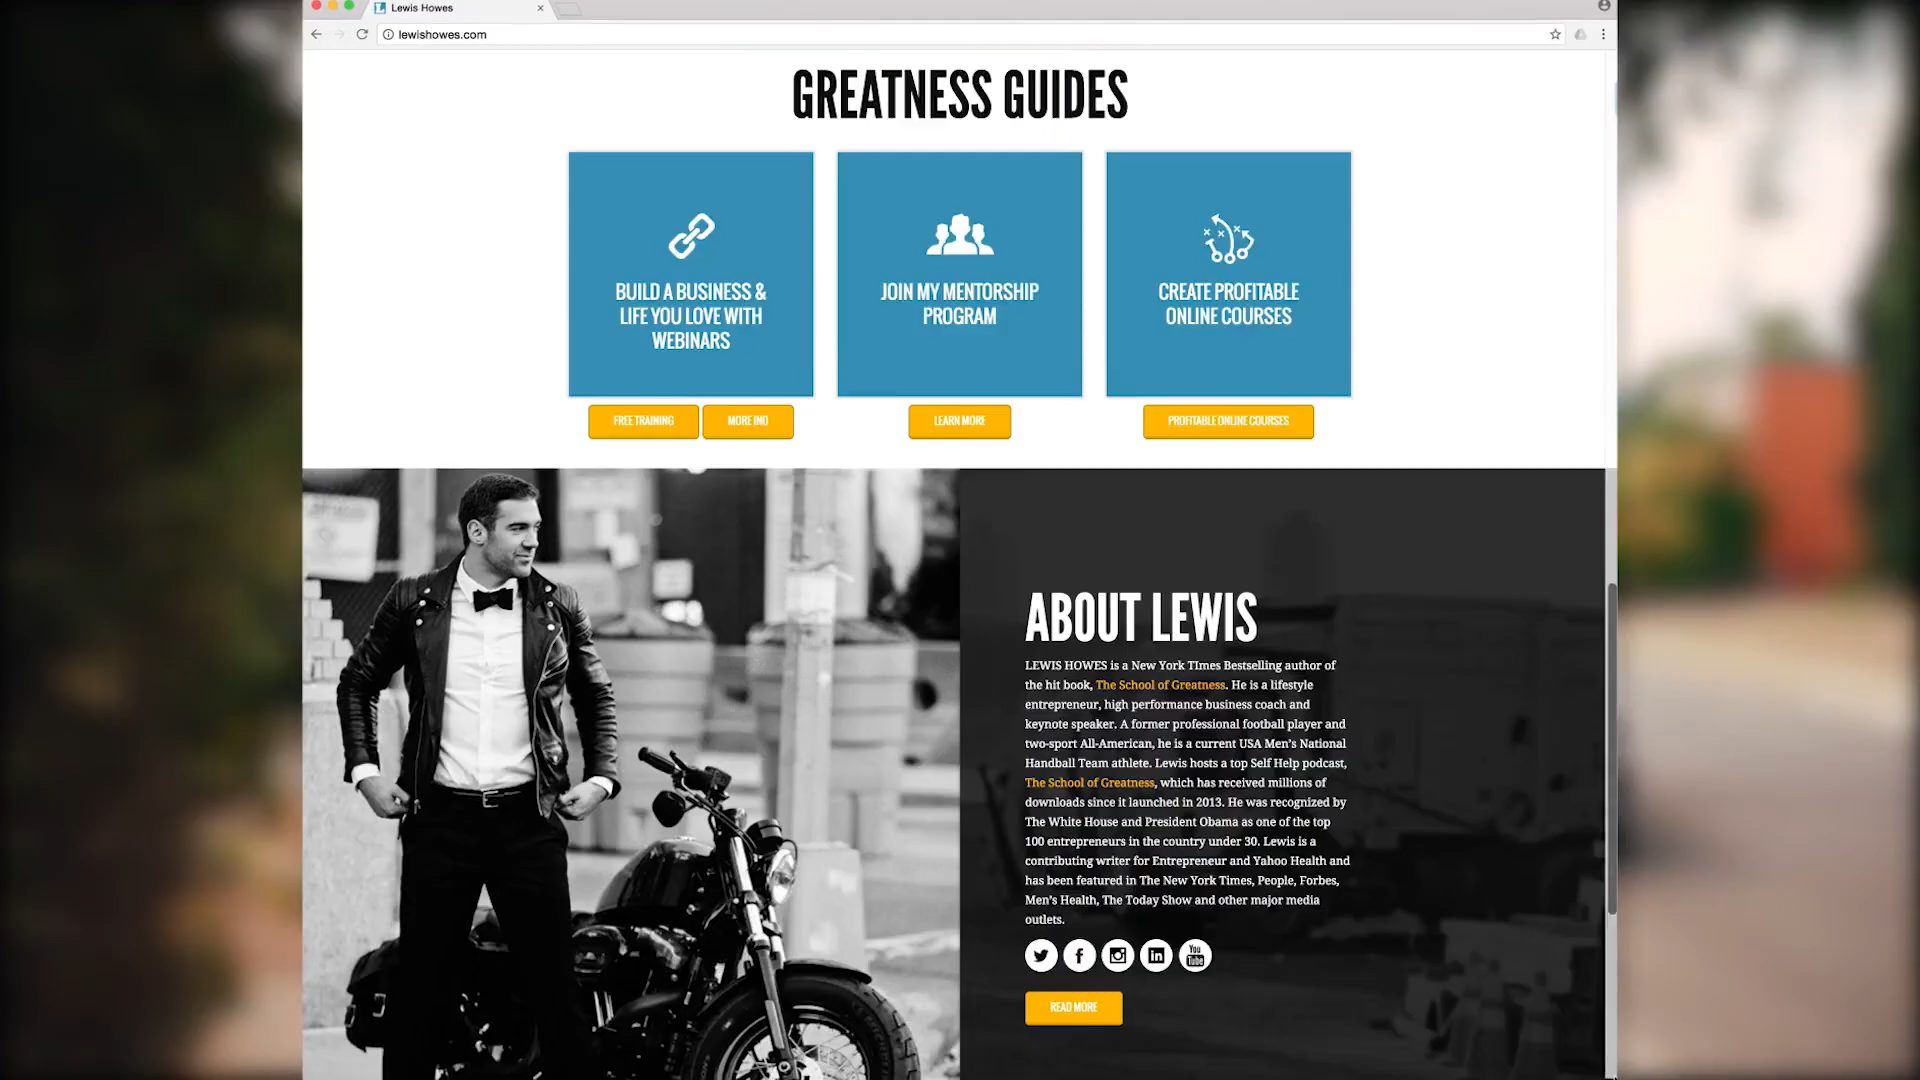 Lewis Howes
lewishowes.com
GREATNESS GUIDES
BUILD A BUSINESS &
LIFE YOU LOVE WITH
WEBINARS
JOIN MY MENTORSHIP
PROGRAM
CREATE PROFITABLE
ONLINE COURSES
FREE TRAINING
MORE INO
LEARN MORE
PROFITABLE ONLINE COURSES
ABOUT LEWIS
LEWIS HOWES is a New York TImes Bestselling author of
the hit book, The School of Greatness. He is a lifestyle
entrepreneur, high performance business coach and
keynote speaker. A former professional football player and
two-sport All-American, he is a current USA Men's National
Handball Team athlete. Lewis hosts a top Self Help podcast,
The School of Greatness, which has received millions of
downloads since it launched in 2013. He was recognized by
The White House and President Obama as one of the top
100 entrepreneurs in the country under 30. Lewis is a
contributing writer for Entrepreneur and Yahoo Health and
has been featured in The New York Times, People, Forbes,
Men's Health, The Today Show and other major media
outlets.
You
Tube
READ MORE